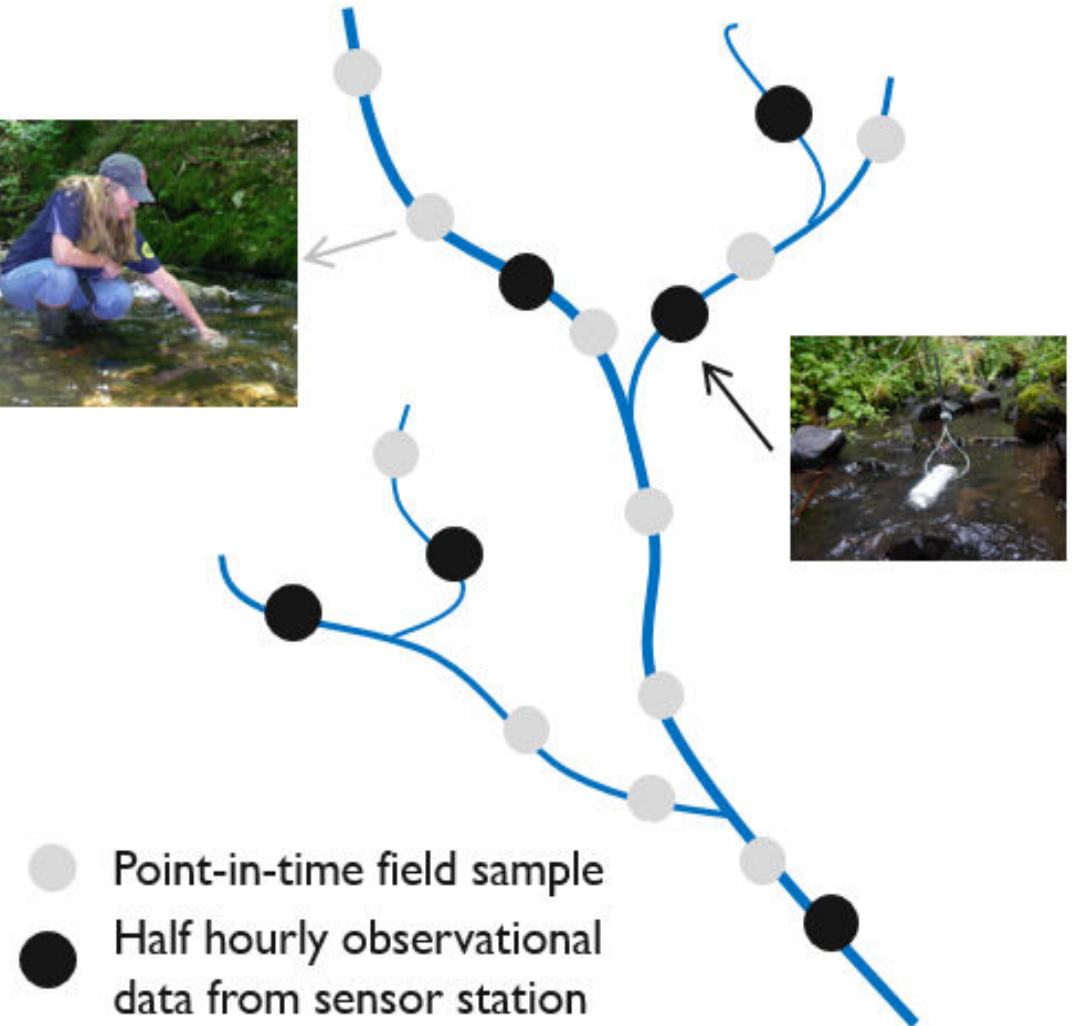 Point-in-time field sample
Half hourly observational
data from sensor station